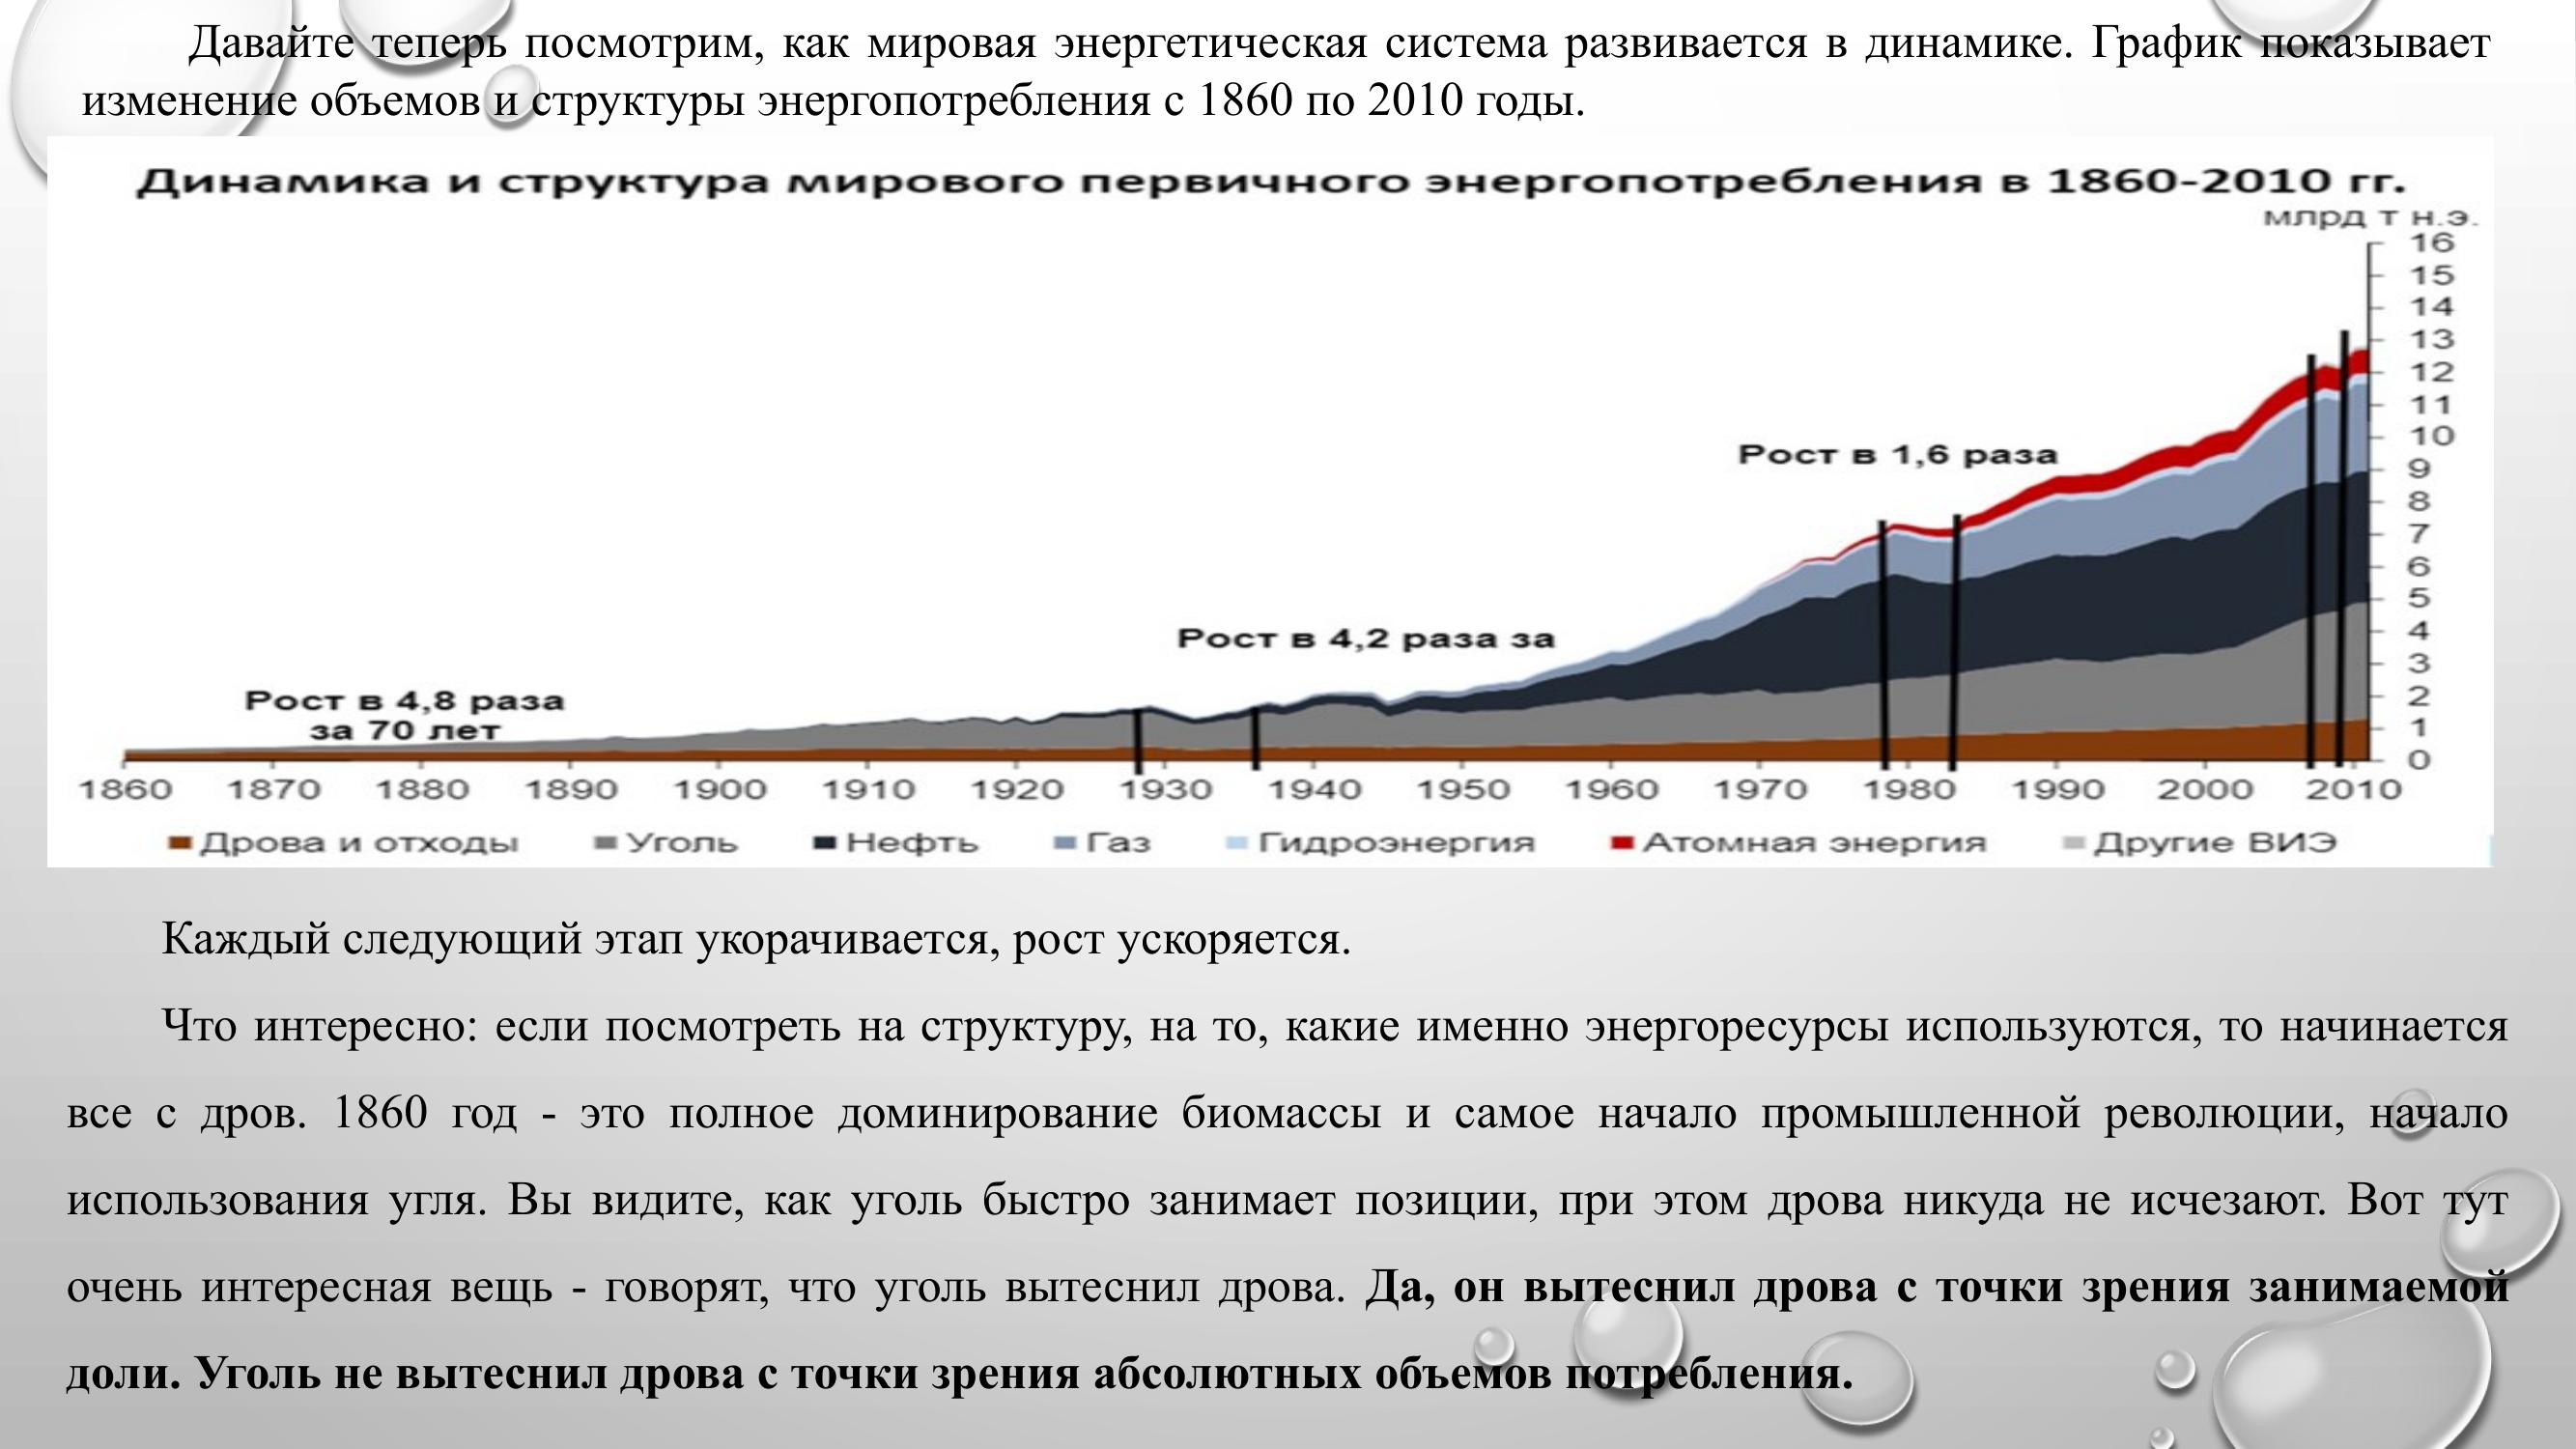 Давайте теперь посмотрим, как мировая энергетическая система развивается в динамике. График показывает
изменение объемов и структуры энергопотребления с 1860 по 2010 годы.
Динамика и структура мирового первичного энергопотребления в 1860-2010 гг.
млрд т н.э.
16
15
14
13
12
11
10
9
8
7
6
5
4
3
2
1
0
Рост в 1,6 раза
Рост в 4,2 раза за
Рост в 4,8 раза
за 70 лет
1860 1870 1880 1890 1900 1910 1920 1930 1940 1950 1960 1970 1980 1990 2000 2010
Дрова и отходы Уголь Нефть Газ Гидроэнергия Атомная энергия Другие ВИЭ
Каждый следующий этап укорачивается, рост ускоряется.
Что интересно: если посмотреть на структуру, на то, какие именно энергоресурсы используются, то начинается
все с дров. 1860 год - это полное доминирование биомассы и самое начало промышленной революции, начало
использования угля. Вы видите, как уголь быстро занимает позиции, при этом дрова никуда не исчезают. Вот тут
очень интересная вещь - говорят, что уголь вытеснил дрова. Да, он вытеснил дрова с точки зрения занимаемой
доли. Уголь не вытеснил дрова с точки зрения абсолютных объемов потребления.